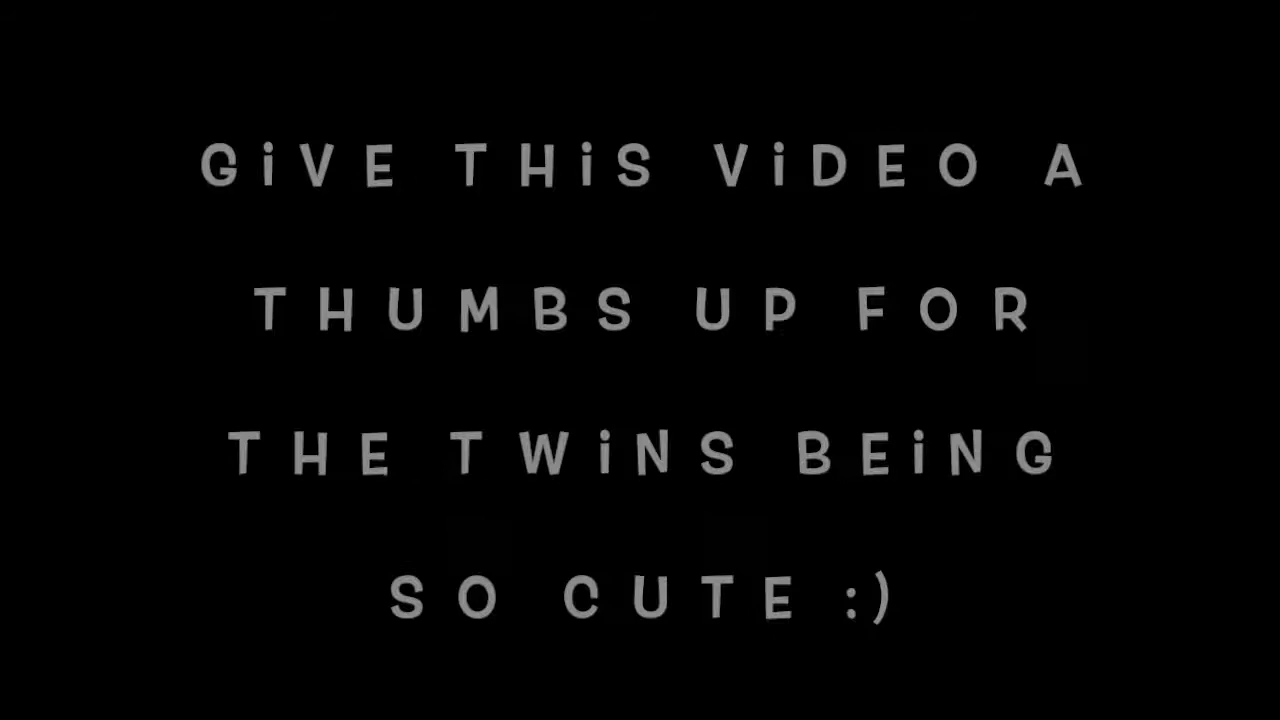 GiVE THiS ViDEO A
THUMBS UP FOR
THE TWiNS BEiNG
SO CUTE :)